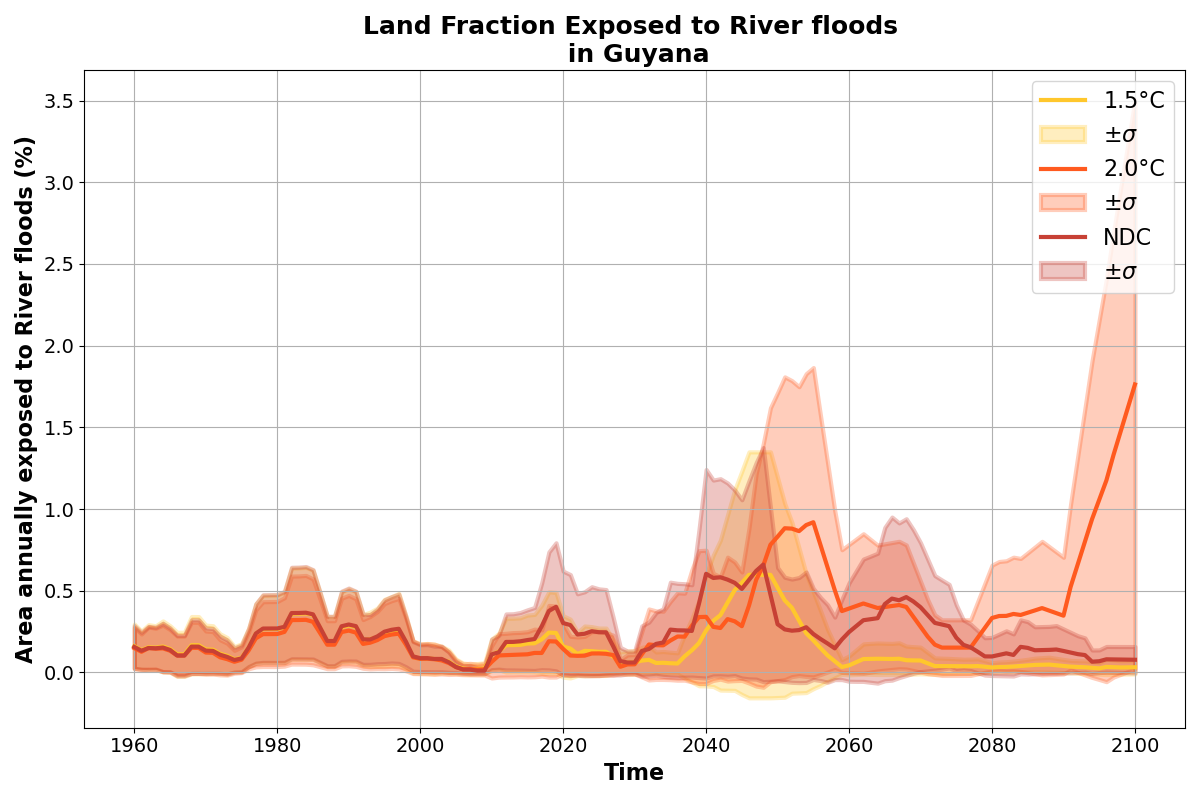 Land Fraction Exposed to River floods
in Guyana
Area annually exposed to River floods (%)
3.5
3.0
2.5
2.0
1.5
1.0
0.5
0.0
1.5°C
±σ
2.0°C
±σ
NDC
±σ
1960 1980 2000 2020 2040 2060 2080 2100
Time